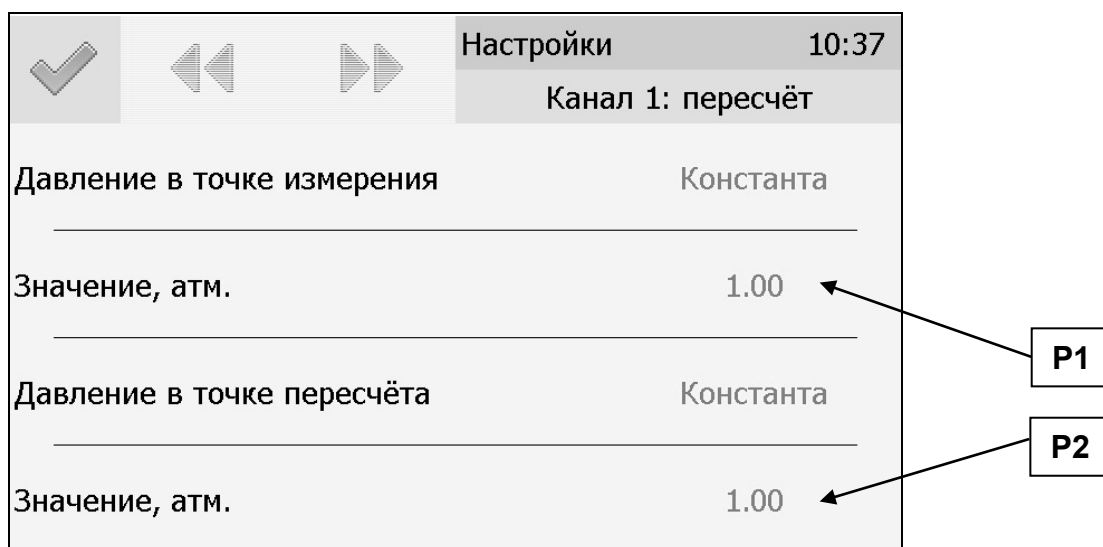 Настройки 10:37
Канал 1: пересчёт
Давление в точке измерения Константа
Значение, атм. 1.00
P1
Давление в точке пересчёта Константа
P2
Значение, атм. 1.00